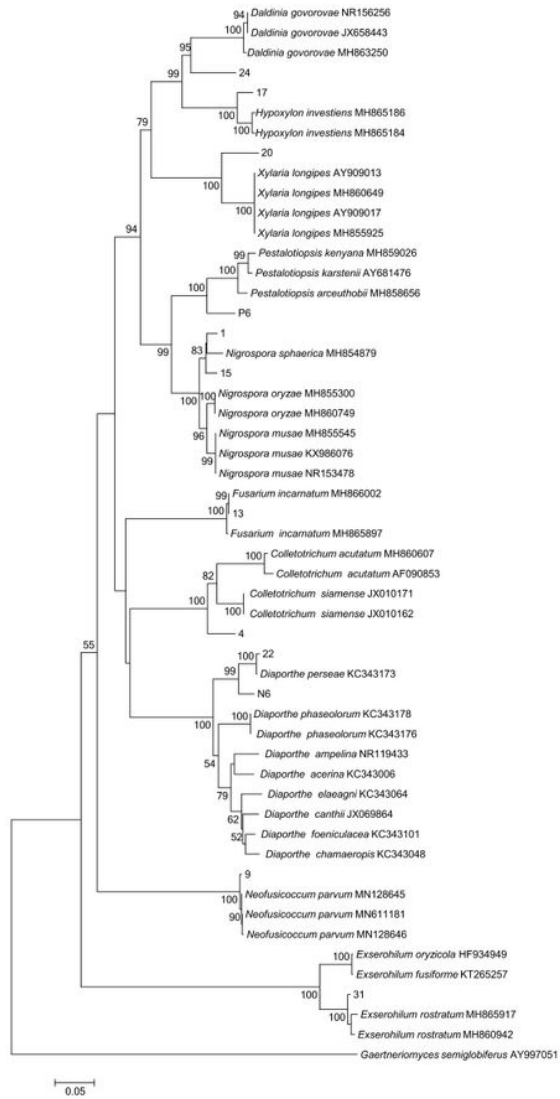 94
Daldinia govorovae NR156256
100
Daldinia govorovae JX658443
95
Daldinia govorovae MH863250
99
24
17
100
Hypoxylon investiens MH865186
79
100
Hypoxylon investiens MH865184
20
Xylaria longipes AY909013
100
Xylaria longipes MH860649
100
Xylaria longipes AY909017
94
Xylaria longipes MH855925
99
Pestalotiopsis kenyana MH859026
100
Pestalotiopsis karstenii AY681476
100
Pestalotiopsis arceuthobii MH858656
P6
99
1
83
Nigrospora sphaerica MH854879
15
100
100
Nigrospora oryzae MH855300
Nigrospora oryzae MH860749
96
Nigrospora musae MH855545
99
Nigrospora musae KX986076
Nigrospora musae NR153478
99
Fusarium incarnatum MH866002
100
13
Fusarium incarnatum MH865897
100
Colletotrichum acutatum MH860607
82
Colletotrichum acutatum AF090853
100
Colletotrichum siamense JX010171
100
Colletotrichum siamense JX010162
4
55
100
22
99
Diaporthe perseae KC343173
N6
100
100
Diaporthe phaseolorum KC343178
Diaporthe phaseolorum KC343176
54
Diaporthe ampelina NR119433
Diaporthe acerina KC343006
79
Diaporthe elaeagni KC343064
62
Diaporthe canthii JX069864
52
Diaporthe foeniculacea KC343101
Diaporthe chamaeropis KC343048
9
100
Neofusicoccum parvum MN128645
90
Neofusicoccum parvum MN611181
Neofusicoccum parvum MN128646
100
Exserohilum oryzicola HF934949
Exserohilum fusiforme KT265257
100
31
100
Exserohilum rostratum MH865917
Exserohilum rostratum MH860942
Gaertneriomyces semiglobiferus AY997051
0.05